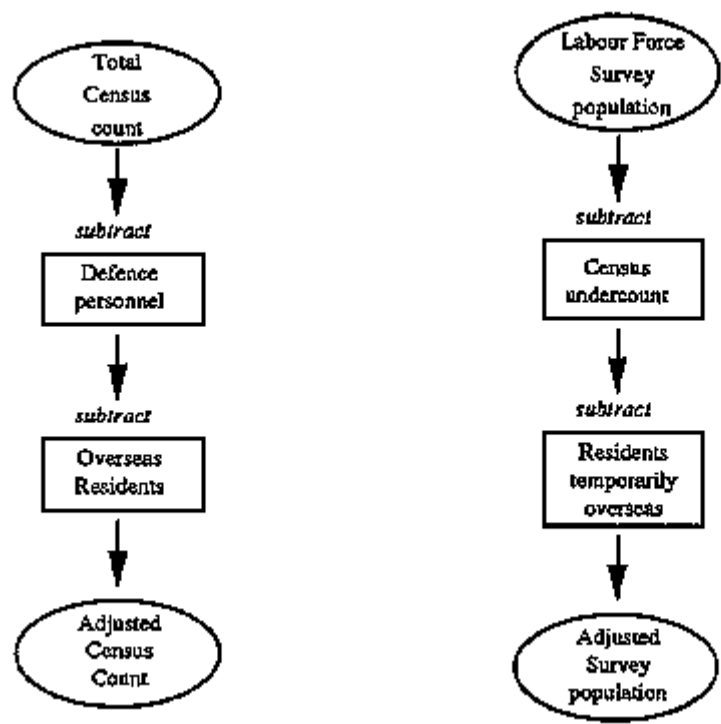 Total
Census
count
subtract
Defence
personnel
subtract
Overseas
Residents
Adjusted
Census
Count
Labour Force
Survey
population
subtract
Census
undercount
subtract
Residents
temporarily
overseas
Adjusted
Survey
population